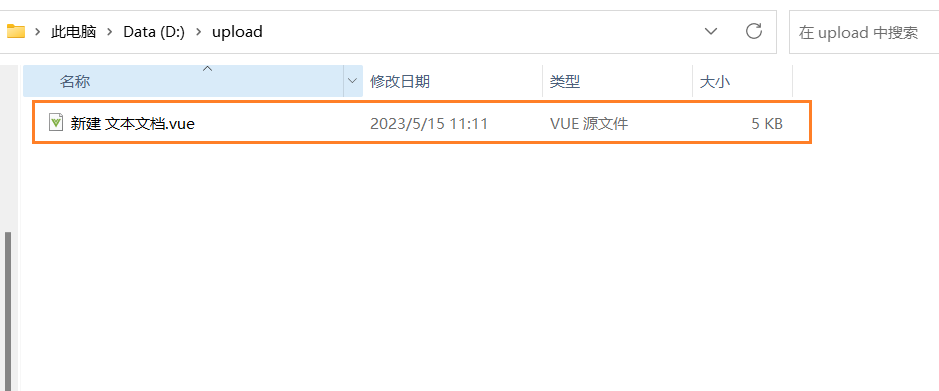 此电脑 > Data (D:) > upload
在 upload 中搜索
名称 修改日期 类型 大小
新建 文本文档.vue 2023/5/15 11:11 VUE 源文件 5 KB